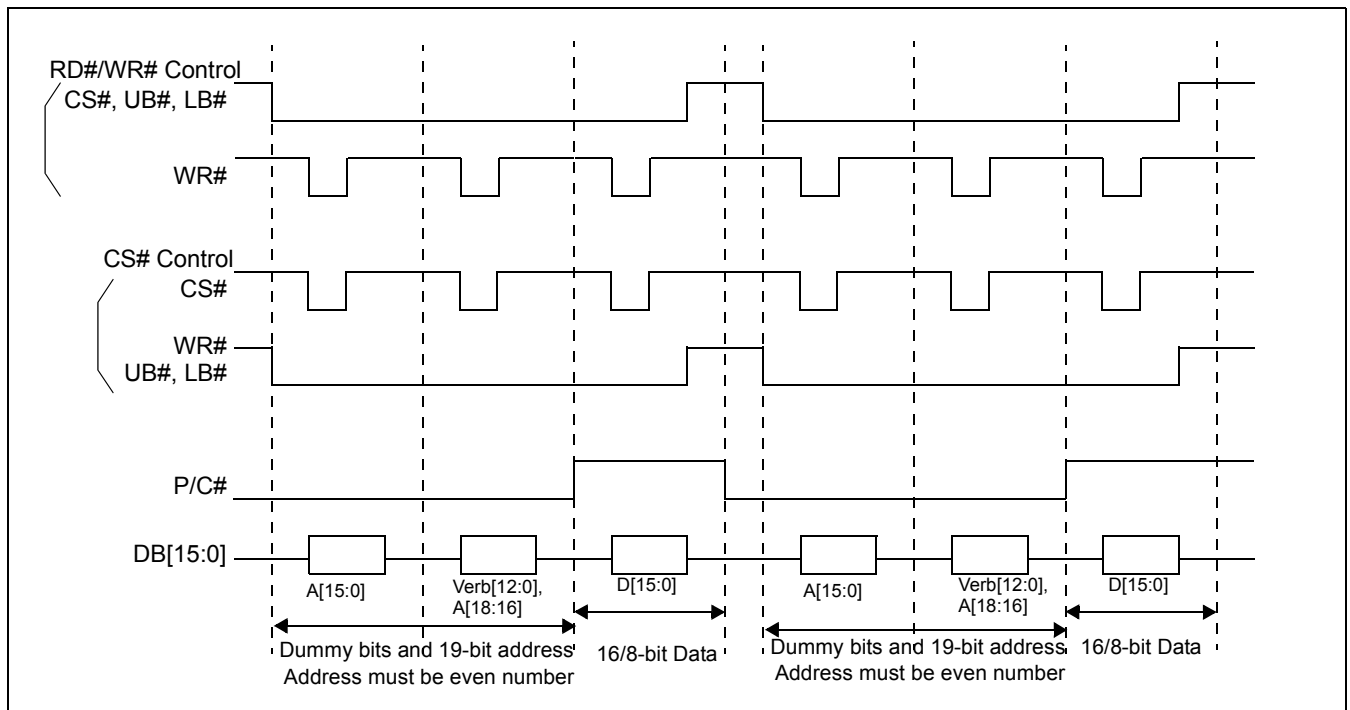 RD#/WR# Control
CS#, UB#, LB#
WR#
CS# Control
CS#
WR#
UB#, LB#
P/C#
DB[15:0]
A[15:0]
Verb[12:0],
A[18:16]
D[15:0]
A[15:0]
Verb[12:0],
A[18:16]
D[15:0]
Dummy bits and 19-bit address
Address must be even number
16/8-bit Data
Dummy bits and 19-bit address
Address must be even number
16/8-bit Data